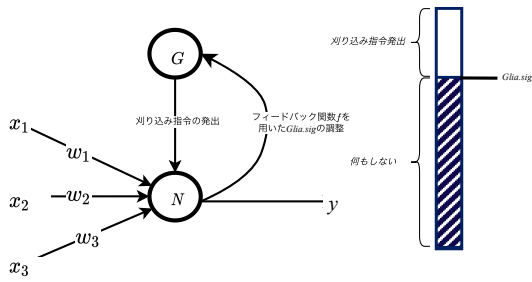 G
刈り込み指令の発出
フィードバック関数fを
用いたGlia.sigの調整
x1
w1
x2
w2
N
y
w3
x3
刈り込み指令発出
Glia.sig
何もしない